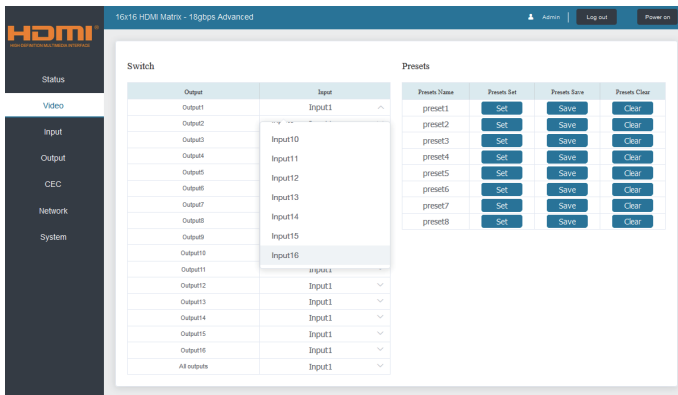 16x16 HDMI Matrix - 18gbps Advanced
Admin
Log out
Power on
HDMI
HIGH DEFINITION MULTIMEDIA INTERFACE
Status
Video
Input
Output
CEC
Network
System
Switch
Output Input
Output1 Input1
Output2
Output3
Output4
Output5
Output6
Output7
Output8
Output9
Output10
Output11 Input1
Output12 Input1
Output13 Input1
Output14 Input1
Output15 Input1
Output16 Input1
All outputs Input1
Input10
Input11
Input12
Input13
Input14
Input15
Input16
Presets
Presets Name Presets Set Presets Save Presets Clear
preset1 Set Save Clear
preset2 Set Save Clear
preset3 Set Save Clear
preset4 Set Save Clear
preset5 Set Save Clear
preset6 Set Save Clear
preset7 Set Save Clear
preset8 Set Save Clear